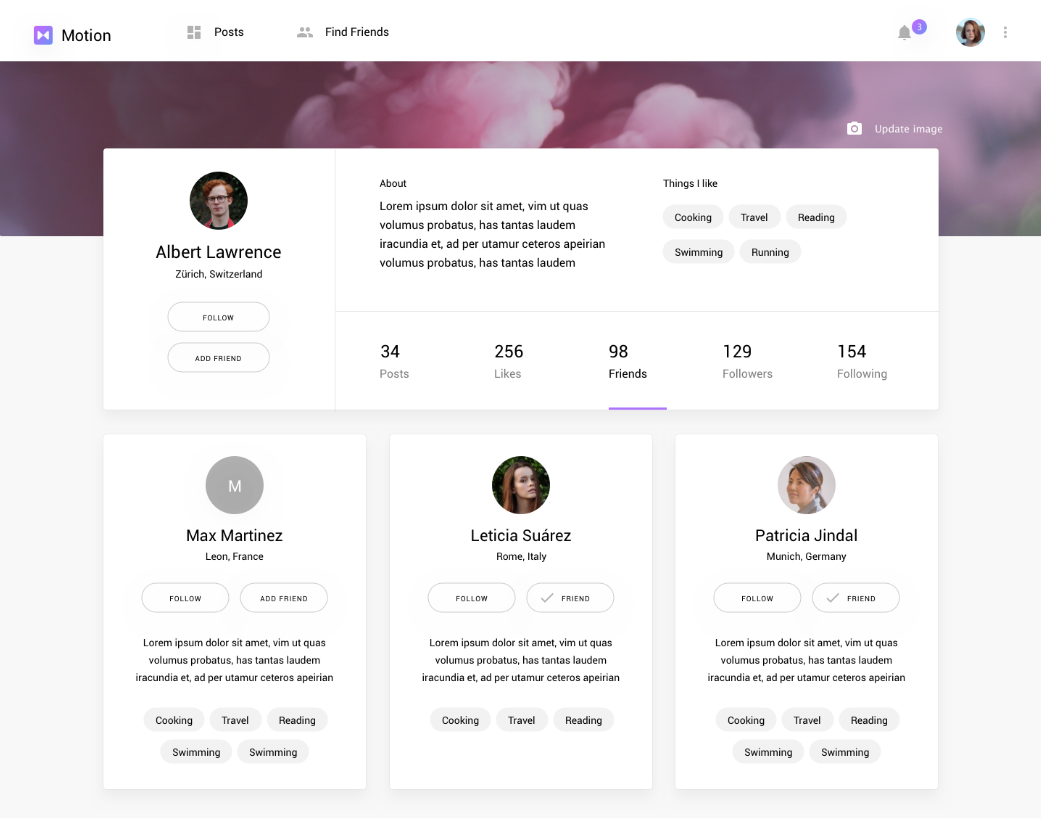 Motion
Posts
Find Friends
3
Update image
Albert Lawrence
Zürich, Switzerland
FOLLOW
ADD FRIEND
About
Lorem ipsum dolor sit amet, vim ut quas
volumus probatus, has tantas laudem
iracundia et, ad per utamur ceteros apeirian
volumus probatus, has tantas laudem
Things I like
Cooking Travel Reading
Swimming Running
34 256 98 129 154
Posts Likes Friends Followers Following
M
Max Martinez
Leon, France
FOLLOW ADD FRIEND
Lorem ipsum dolor sit amet, vim ut quas
volumus probatus, has tantas laudem
iracundia et, ad per utamur ceteros apeirian
Cooking Travel Reading
Swimming Swimming
Leticia Suárez
Rome, Italy
FOLLOW FRIEND
Lorem ipsum dolor sit amet, vim ut quas
volumus probatus, has tantas laudem
iracundia et, ad per utamur ceteros apeirian
Cooking Travel Reading
Patricia Jindal
Munich, Germany
FOLLOW FRIEND
Lorem ipsum dolor sit amet, vim ut quas
volumus probatus, has tantas laudem
iracundia et, ad per utamur ceteros apeirian
Cooking Travel Reading
Swimming Swimming